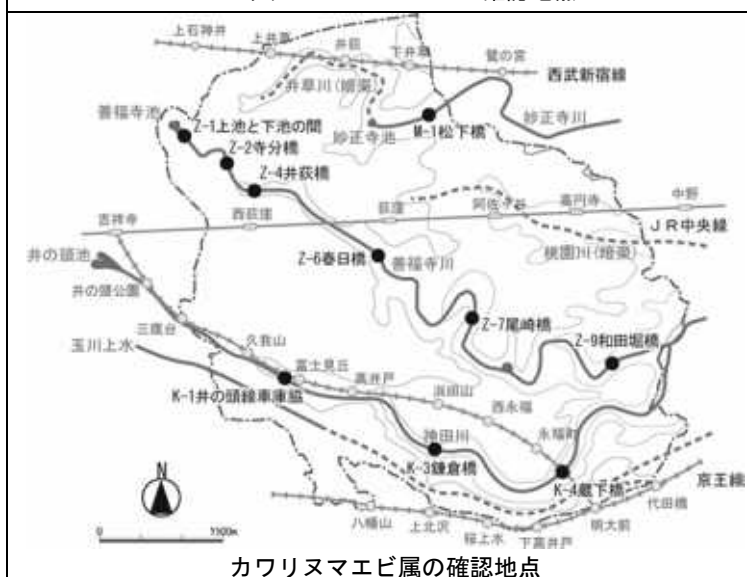 上石神井
上井草
井荻
下井草
鷺の宮
西武新宿線
井草川(暗渠)
善福寺池
Z-1上池と下池の間
妙正寺池
M-1松下橋
妙正寺川
Z-2寺分橋
Z-4井荻橋
吉祥寺
西荻窪
荻窪
阿佐ヶ谷
高円寺
中野
JR中央線
井の頭池
Z-6春日橋
善福寺川
桃園川(暗渠)
井の頭公園
三鷹台
Z-7尾崎橋
Z-9和田堀橋
玉川上水
久我山
富士見丘
高井戸
K-1井の頭線車庫脇
浜田山
西永福
神田川
永福町
K-3鎌倉橋
K-4蔵下橋
京王線
N
代田橋
八幡山
上北沢
桜上水
下高井戸
明大前
0
カワリヌマエビ属の確認地点